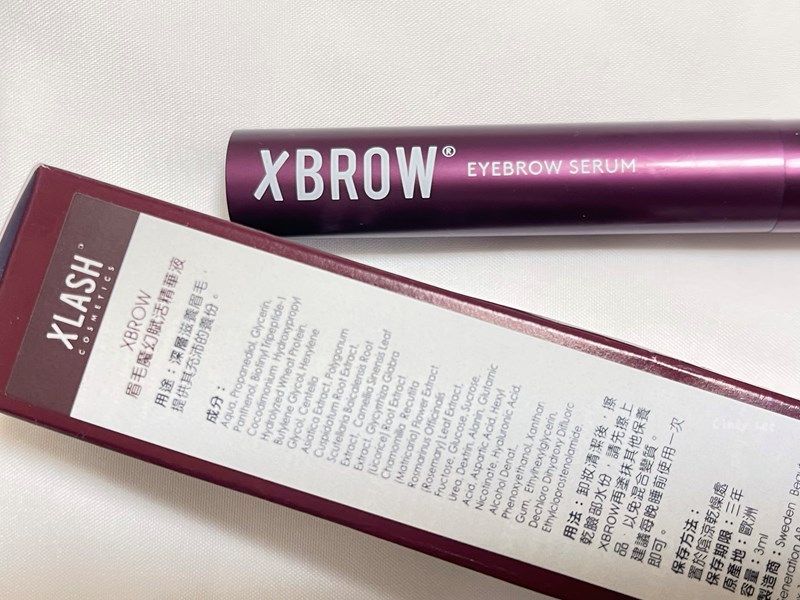 XBROW®
EYEBROW SERUM
XLASH
COSMETICS
XBROW
眉毛魔幻賦活精華液
用途：深層滋養眉毛，
提供其充沛的養份。
成分：
Aqua, Propanediol, Glycerin,
Panthenol, Biotinyl Tripeptide-1
Cocodimonium Hydroxypropyl
Hydrolyzed Wheat Protein,
Butylene Glycol, Hexylene
Glycol, Centella
Asiatica Extract, Polygonum
Cuspidatum Root Extract,
Scutellaria Baicalensis Root
Extract, Camellia Sinensis Leaf
Extract, Glycyrrhiza Glabra
(Licorice) Root Extract
Chamomilla Recutita
(Matricaria) Flower Extract
Rosmarinus Officinalis
(Rosemary) Leaf Extract,
Fructose, Glucose, Sucrose,
Urea, Dextrin, Alanin, Glutamic
Acid, Aspartic Acid, Hexyl
Nicotinate, Hyaluronic Acid,
Alcohol Denat,
Phenoxyethanol, Xanthan
Gum, Ethylhexylglycerin,
Dechloro Dihydroxy Difluoro
Ethylcloprostenolamide.
用法：卸妝清潔後，擦
乾臉部水份，請先擦上
XBROW再塗抹其他保養
品，以免混合變質。
建議每晚睡前使用一次
即可。
保存方法：
置於陰涼乾燥處
保存期限：三年
原產地：歐洲
容量：3ml
製造商：Sweden Beau
eneration AB